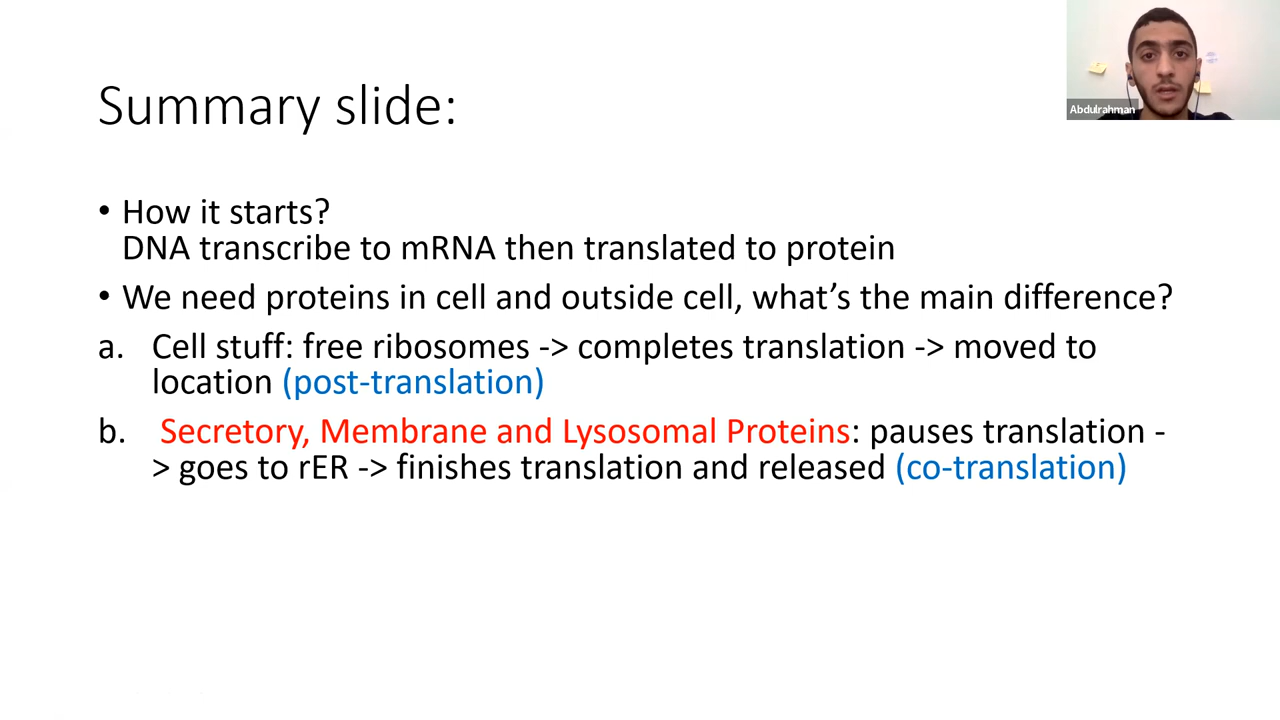 Summary slide:
Abdulrahman
• How it starts?
DNA transcribe to mRNA then translated to protein
• We need proteins in cell and outside cell, what’s the main difference?
a. Cell stuff: free ribosomes -> completes translation -> moved to
location (post-translation)
b. Secretory, Membrane and Lysosomal Proteins: pauses translation -
> goes to rER -> finishes translation and released (co-translation)